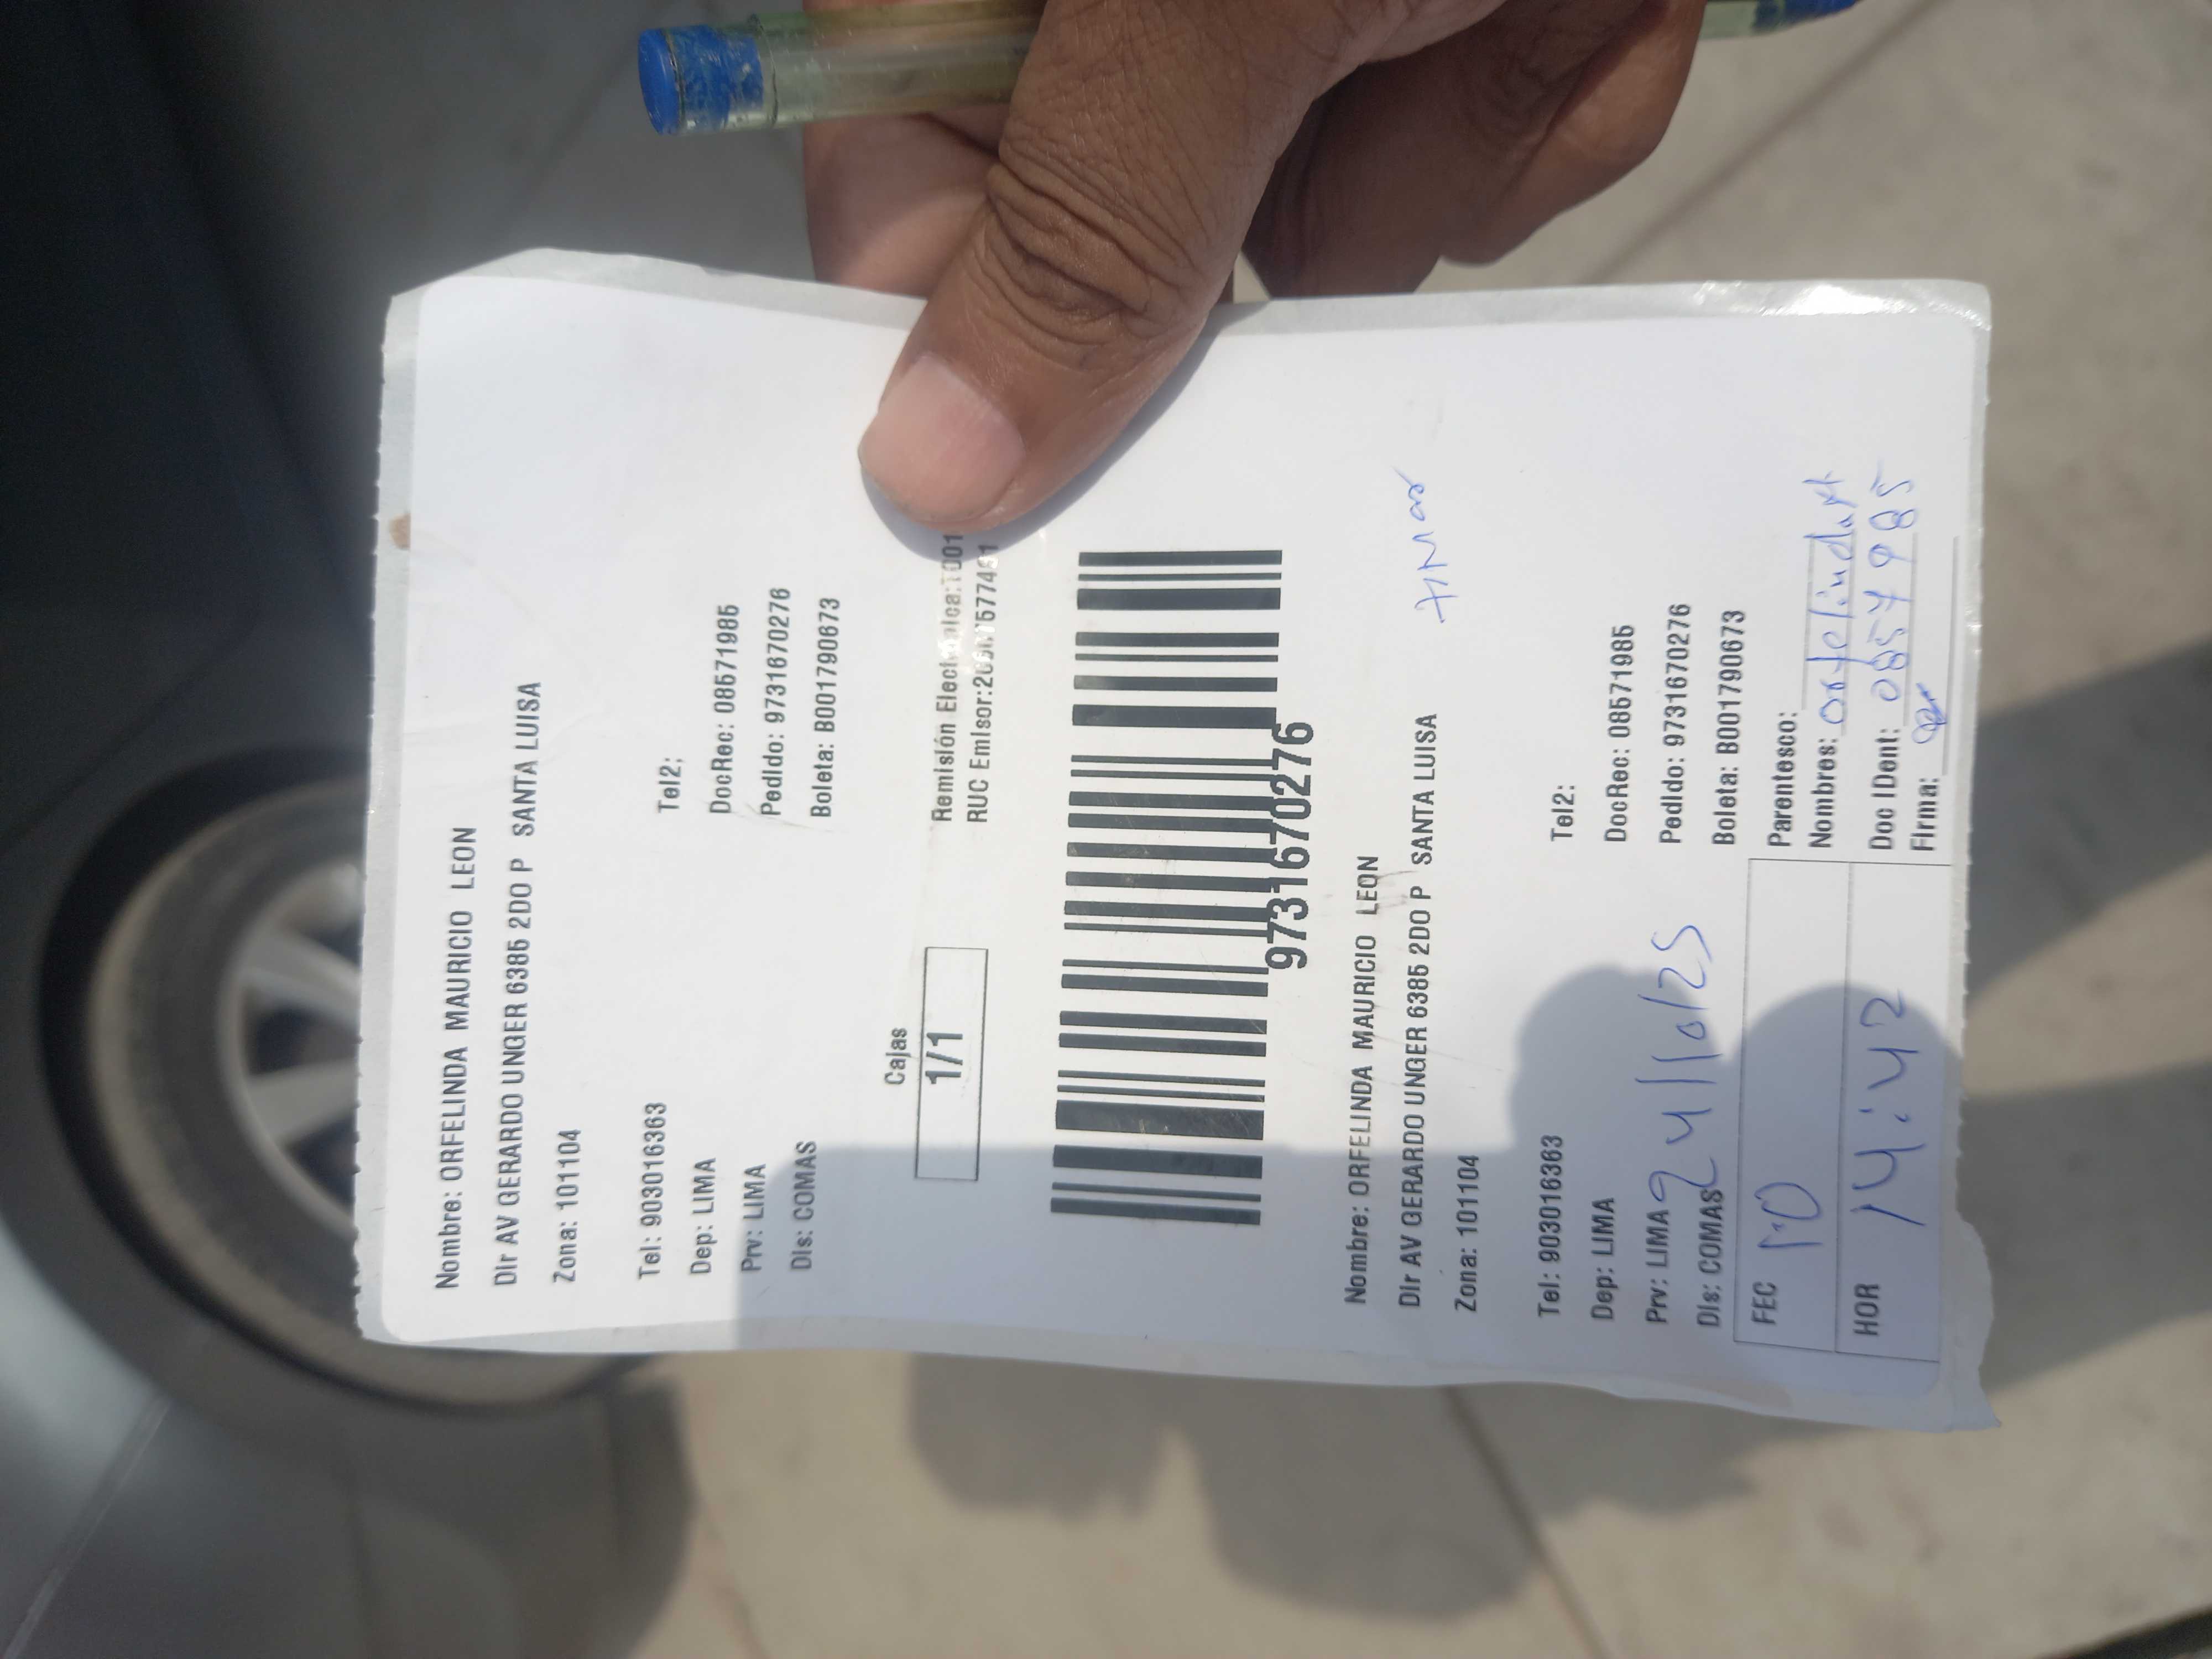 Nombre: ORFELINDA MAURICIO LEON
Dir AV GERARDO UNGER 6385 2DO P SANTA LUISA
Zona: 101104
Tel: 903016363 Tel2:
Dep: LIMA DocRec: 08571985
Prv: LIMA Pedido: 9731670276
Dis: COMAS Boleta: B001790673
Cajas
1/1
Remisión
RUC Emisor:
9731670276
Nombre: ORFELINDA MAURICIO LEON
Dir AV GERARDO UNGER 6385 2DO P SANTA LUISA
Zona: 101104
Tel: 903016363 Tel2:
Dep: LIMA DocRec: 08571985
Prv: LIMA Pedido: 9731670276
24/10/25
Dis: COMAS Boleta: B001790673
FEC Parentesco:
Nombres:
HOR 14:42 Doc IDent:
Firma: